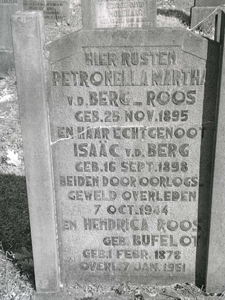 HIER RUSTEN
PETRONELLA MARTHA
V.D. BERG - ROOS
GEB. 25 NOV. 1895
EN HAAR ECHTGENOOT
ISAÄC V.D. BERG
GEB. 16 SEPT. 1898
BEIDEN DOOR OORLOGS-
GEWELD OVERLEDEN
7 OCT. 1944
EN HENDRICA ROOS
GEB. BUFELOT
GEB. 1 FEBR. 1878
OVERL. 7 JAN. 1951